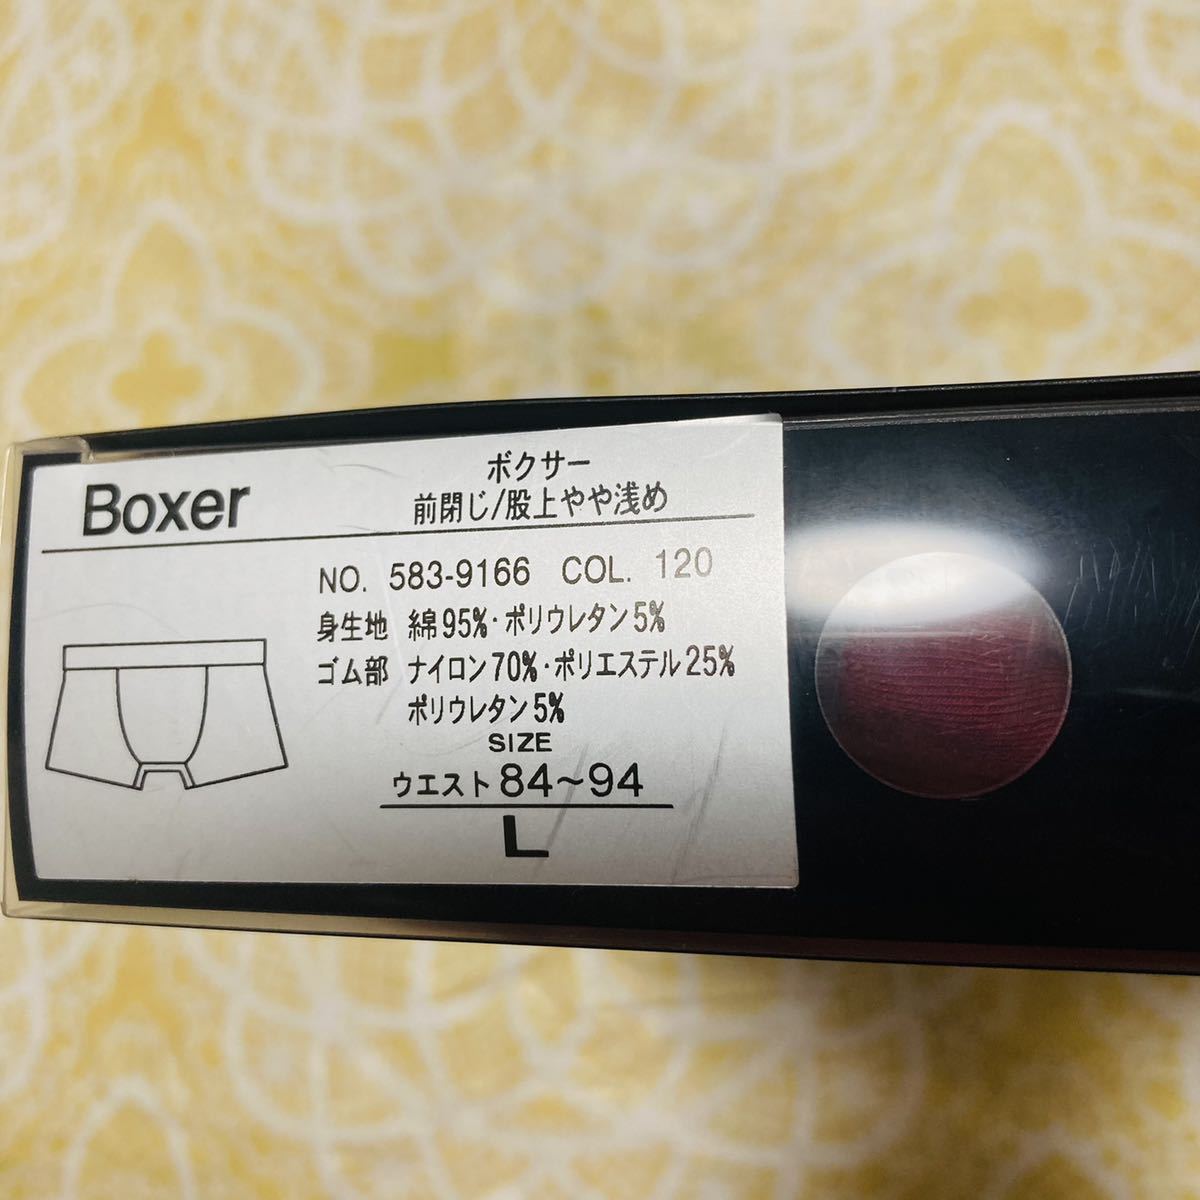 Boxer
ボクサー
前閉じ/股上やや浅め
NO. 583-9166 COL. 120
身生地 綿95%・ポリウレタン5%
ゴム部 ナイロン70%・ポリエステル25%
ポリウレタン5%
SIZE
ウエスト84~94
L